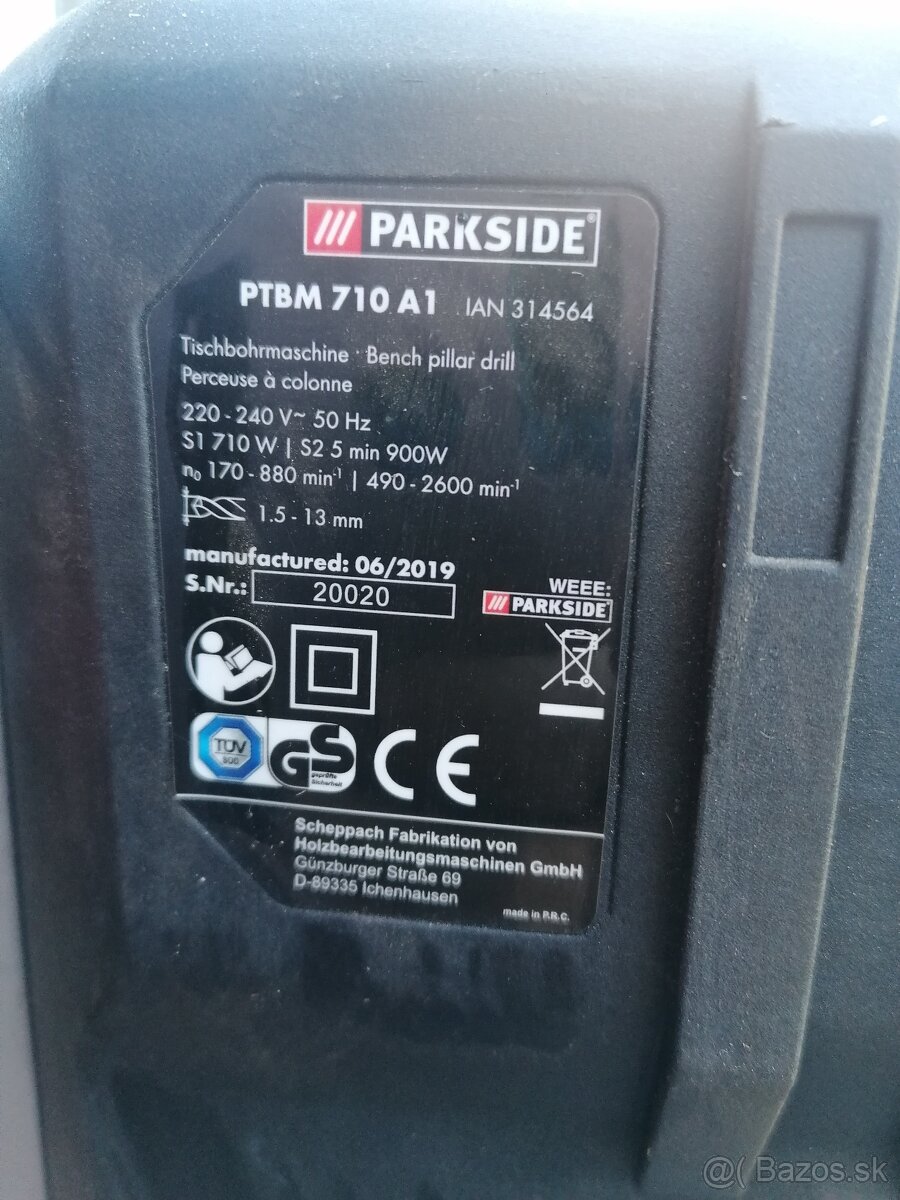 PARKSIDE®
PTBM 710 A1 IAN 314564
Tischbohrmaschine · Bench pillar drill
Perceuse à colonne
220 - 240 V~ 50 Hz
S1 710 W | S2 5 min 900W
n₀ 170 - 880 min⁻¹ | 490 - 2600 min⁻¹
1.5 - 13 mm
manufactured: 06/2019
S.Nr.: 20020
WEEE:
PARKSIDE
TÜV
SÜD
GS
geprüfte
Sicherheit
CE
Scheppach Fabrikation von
Holzbearbeitungsmaschinen GmbH
Günzburger Straße 69
D-89335 Ichenhausen
made in P.R.C.
@( Bazos.sk